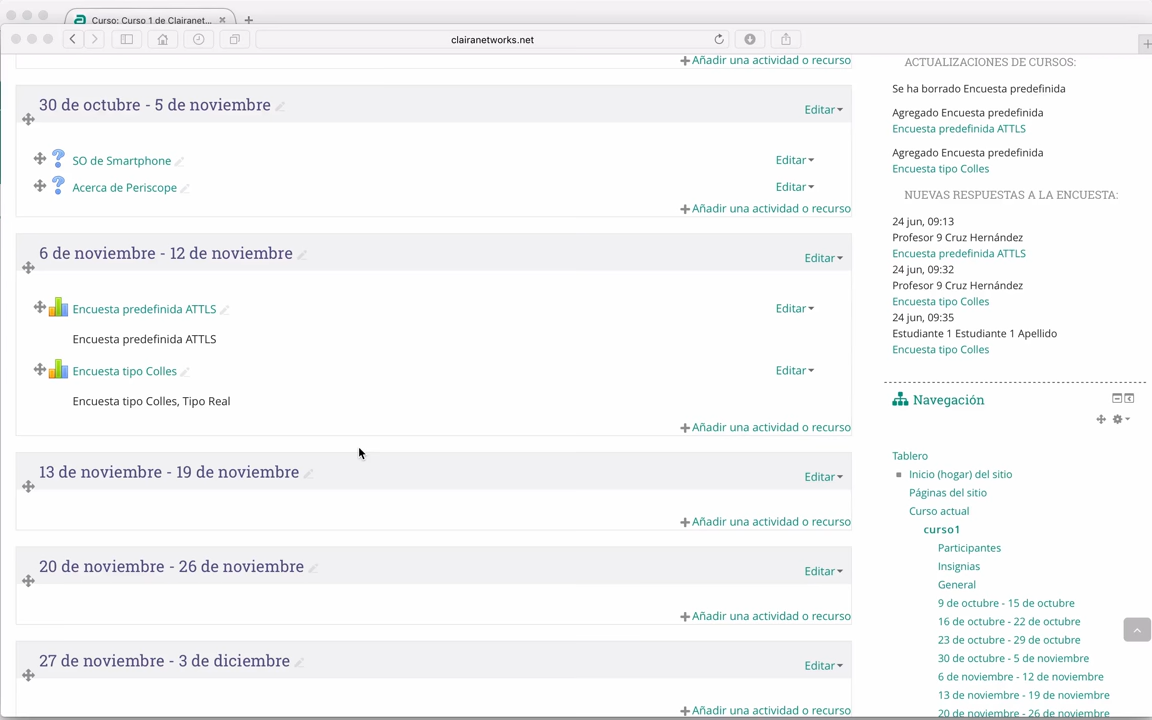 Curso: Curso 1 de Clairanet...
clairanetworks.net
Añadir una actividad o recurso
30 de octubre - 5 de noviembre
Editar
SO de Smartphone
Editar
Acerca de Periscope
Editar
Añadir una actividad o recurso
6 de noviembre - 12 de noviembre
Editar
Encuesta predefinida ATTLS
Editar
Encuesta predefinida ATTLS
Encuesta tipo Colles
Editar
Encuesta tipo Colles, Tipo Real
Añadir una actividad o recurso
13 de noviembre - 19 de noviembre
Editar
Añadir una actividad o recurso
20 de noviembre - 26 de noviembre
Editar
Añadir una actividad o recurso
27 de noviembre - 3 de diciembre
Editar
Añadir una actividad o recurso
ACTUALIZACIONES DE CURSOS:
Se ha borrado Encuesta predefinida
Agregado Encuesta predefinida
Encuesta predefinida ATTLS
Agregado Encuesta predefinida
Encuesta tipo Colles
NUEVAS RESPUESTAS A LA ENCUESTA:
24 jun, 09:13
Profesor 9 Cruz Hernández
Encuesta predefinida ATTLS
24 jun, 09:32
Profesor 9 Cruz Hernández
Encuesta tipo Colles
24 jun, 09:35
Estudiante 1 Estudiante 1 Apellido
Encuesta tipo Colles
Navegación
Tablero
Inicio (hogar) del sitio
Páginas del sitio
Curso actual
curso1
Participantes
Insignias
General
9 de octubre - 15 de octubre
16 de octubre - 22 de octubre
23 de octubre - 29 de octubre
30 de octubre - 5 de noviembre
6 de noviembre - 12 de noviembre
13 de noviembre - 19 de noviembre
20 de noviembre - 26 de noviembre